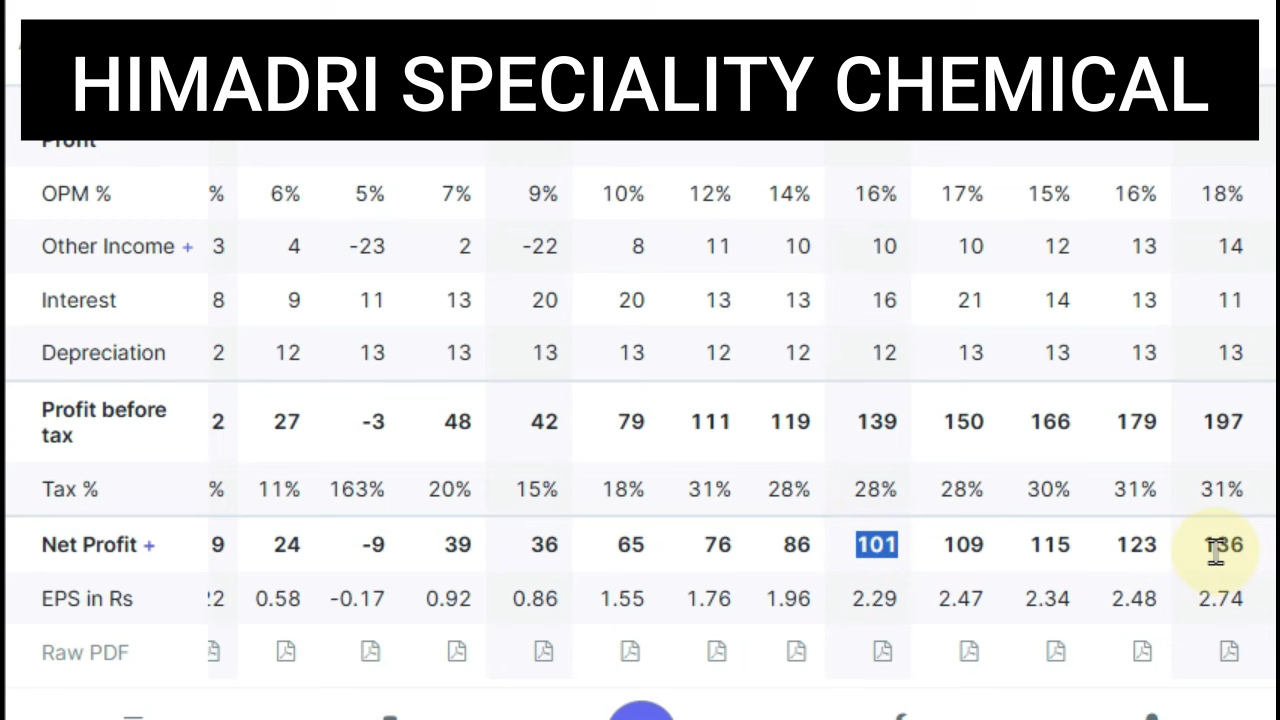 HIMADRI SPECIALITY CHEMICAL
Profit
OPM % % 6% 5% 7% 9% 10% 12% 14% 16% 17% 15% 16% 18%
Other Income + 3 4 -23 2 -22 8 11 10 10 10 12 13 14
Interest 8 9 11 13 20 20 13 13 16 21 14 13 11
Depreciation 2 12 13 13 13 13 12 12 12 13 13 13 13
Profit before
tax 2 27 -3 48 42 79 111 119 139 150 166 179 197
Tax % % 11% 163% 20% 15% 18% 31% 28% 28% 28% 30% 31% 31%
Net Profit + 9 24 -9 39 36 65 76 86 101 109 115 123 136
EPS in Rs 22 0.58 -0.17 0.92 0.86 1.55 1.76 1.96 2.29 2.47 2.34 2.48 2.74
Raw PDF